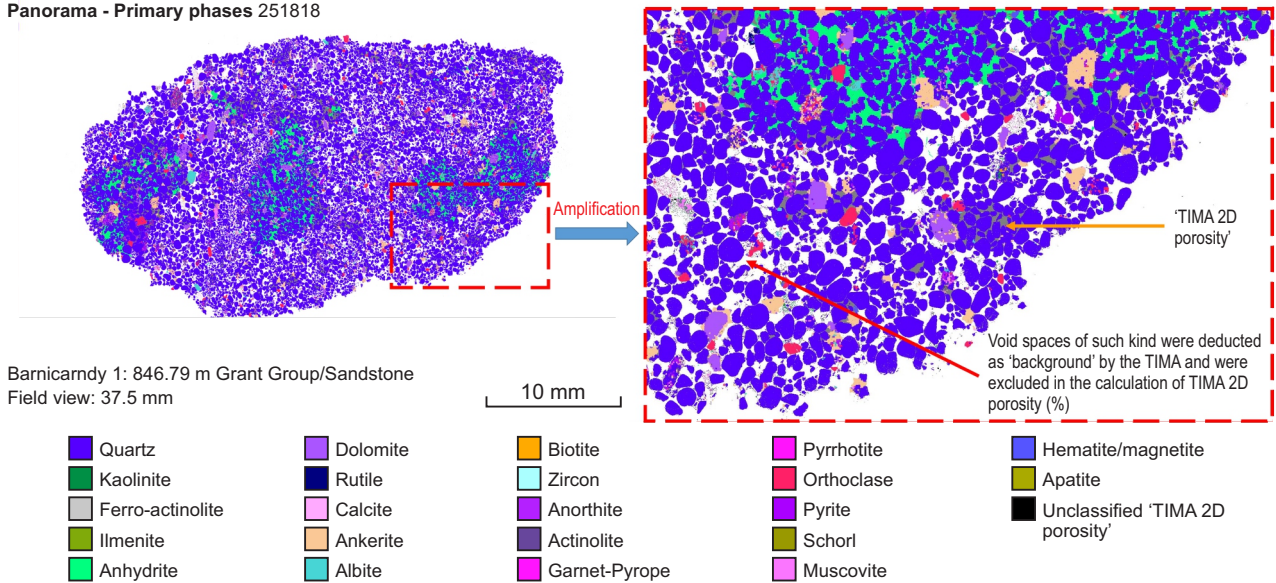 Panorama - Primary phases 251818
Amplification
‘TIMA 2D
porosity’
Void spaces of such kind were deducted
as ‘background’ by the TIMA and were
excluded in the calculation of TIMA 2D
porosity (%)
Barnicarndy 1: 846.79 m Grant Group/Sandstone
Field view: 37.5 mm
10 mm
Quartz
Kaolinite
Ferro-actinolite
Ilmenite
Anhydrite
Dolomite
Rutile
Calcite
Ankerite
Albite
Biotite
Zircon
Anorthite
Actinolite
Garnet-Pyrope
Pyrrhotite
Orthoclase
Pyrite
Schorl
Muscovite
Hematite/magnetite
Apatite
Unclassified ‘TIMA 2D
porosity’